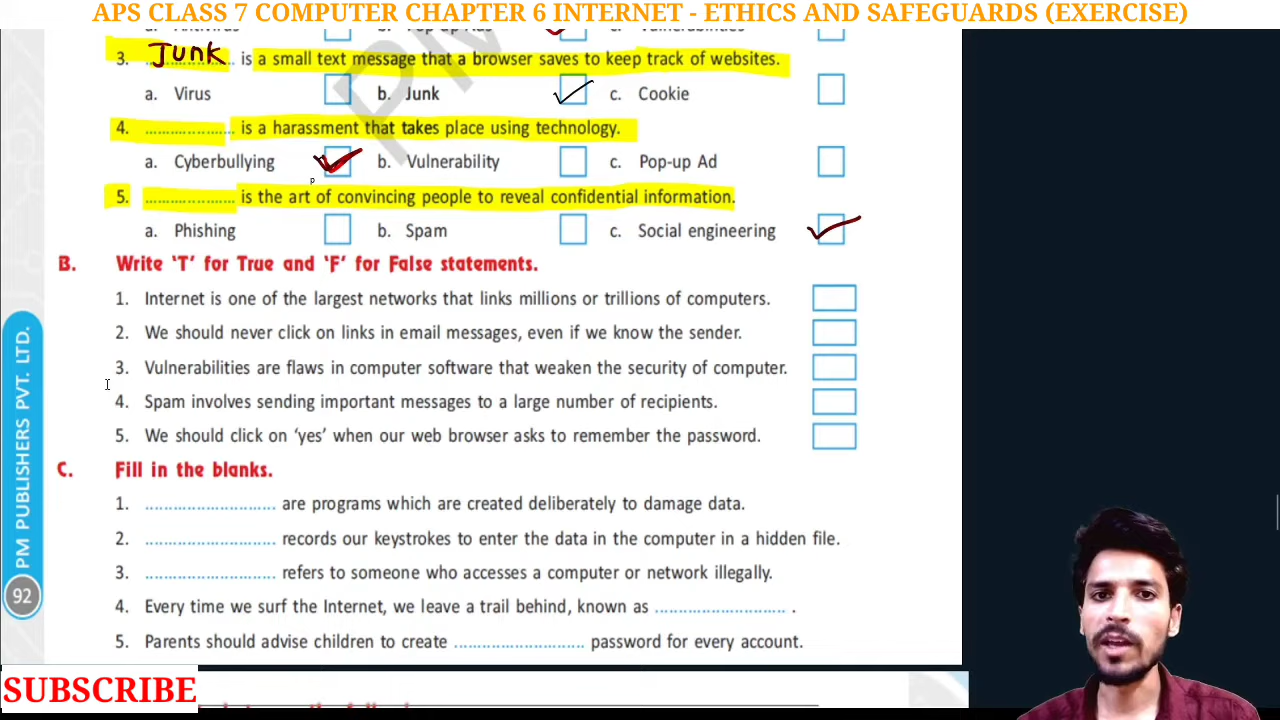 APS CLASS 7 COMPUTER CHAPTER 6 INTERNET - ETHICS AND SAFEGUARDS (EXERCISE)
3. Junk is a small text message that a browser saves to keep track of websites.
a. Virus b. Junk c. Cookie
4. ...................... is a harassment that takes place using technology.
a. Cyberbullying b. Vulnerability c. Pop-up Ad
5. ...................... is the art of convincing people to reveal confidential information.
a. Phishing b. Spam c. Social engineering
B. Write ‘T’ for True and ‘F’ for False statements.
1. Internet is one of the largest networks that links millions or trillions of computers.
2. We should never click on links in email messages, even if we know the sender.
3. Vulnerabilities are flaws in computer software that weaken the security of computer.
4. Spam involves sending important messages to a large number of recipients.
5. We should click on ‘yes’ when our web browser asks to remember the password.
C. Fill in the blanks.
1. ............................ are programs which are created deliberately to damage data.
2. ............................ records our keystrokes to enter the data in the computer in a hidden file.
3. ............................ refers to someone who accesses a computer or network illegally.
4. Every time we surf the Internet, we leave a trail behind, known as ............................ .
5. Parents should advise children to create ............................ password for every account.
PM PUBLISHERS PVT. LTD.
92
SUBSCRIBE